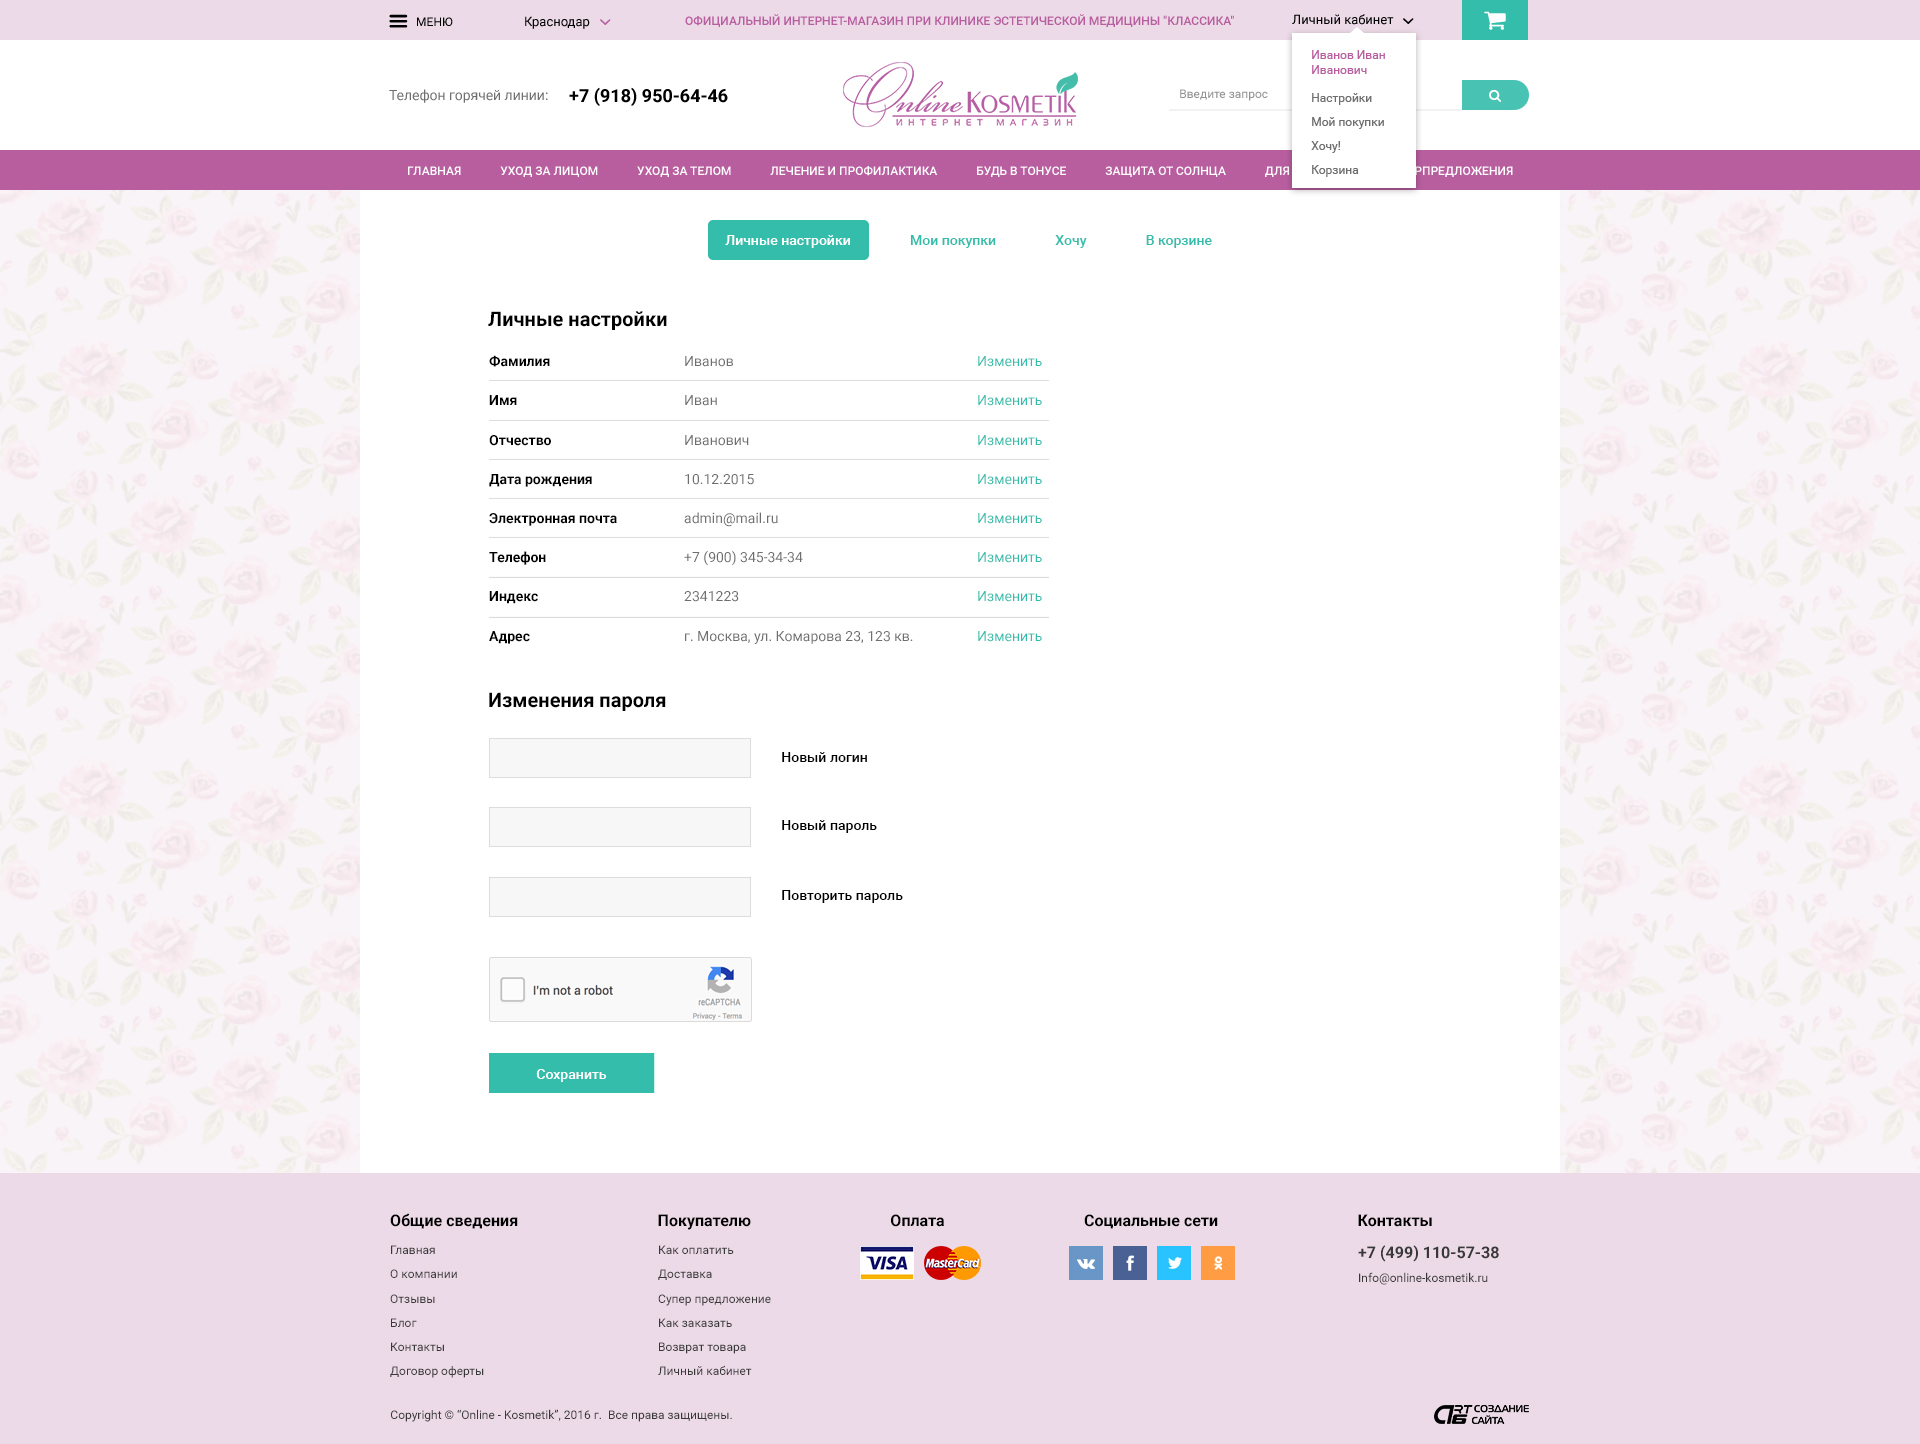 МЕНЮ
Краснодар
ОФИЦИАЛЬНЫЙ ИНТЕРНЕТ-МАГАЗИН ПРИ КЛИНИКЕ ЭСТЕТИЧЕСКОЙ МЕДИЦИНЫ "КЛАССИКА"
Личный кабинет
Иванов Иван
Иванович
Настройки
Мой покупки
Хочу!
Корзина
Телефон горячей линии:
+7 (918) 950-64-46
Online KOSMETIK
ИНТЕРНЕТ МАГАЗИН
Введите запрос
ГЛАВНАЯ
УХОД ЗА ЛИЦОМ
УХОД ЗА ТЕЛОМ
ЛЕЧЕНИЕ И ПРОФИЛАКТИКА
БУДЬ В ТОНУСЕ
ЗАЩИТА ОТ СОЛНЦА
ДЛЯ
РПРЕДЛОЖЕНИЯ
Личные настройки
Мои покупки
Хочу
В корзине
Личные настройки
Фамилия Иванов Изменить
Имя Иван Изменить
Отчество Иванович Изменить
Дата рождения 10.12.2015 Изменить
Электронная почта admin@mail.ru Изменить
Телефон +7 (900) 345-34-34 Изменить
Индекс 2341223 Изменить
Адрес г. Москва, ул. Комарова 23, 123 кв. Изменить
Изменения пароля
Новый логин
Новый пароль
Повторить пароль
I'm not a robot
reCAPTCHA
Privacy - Terms
Сохранить
Общие сведения
Главная
О компании
Отзывы
Блог
Контакты
Договор оферты
Покупателю
Как оплатить
Доставка
Супер предложение
Как заказать
Возврат товара
Личный кабинет
Оплата
VISA
MasterCard
Социальные сети
Контакты
+7 (499) 110-57-38
Info@online-kosmetik.ru
Copyright © “Online - Kosmetik”, 2016 г. Все права защищены.
СОЗДАНИЕ
САЙТА